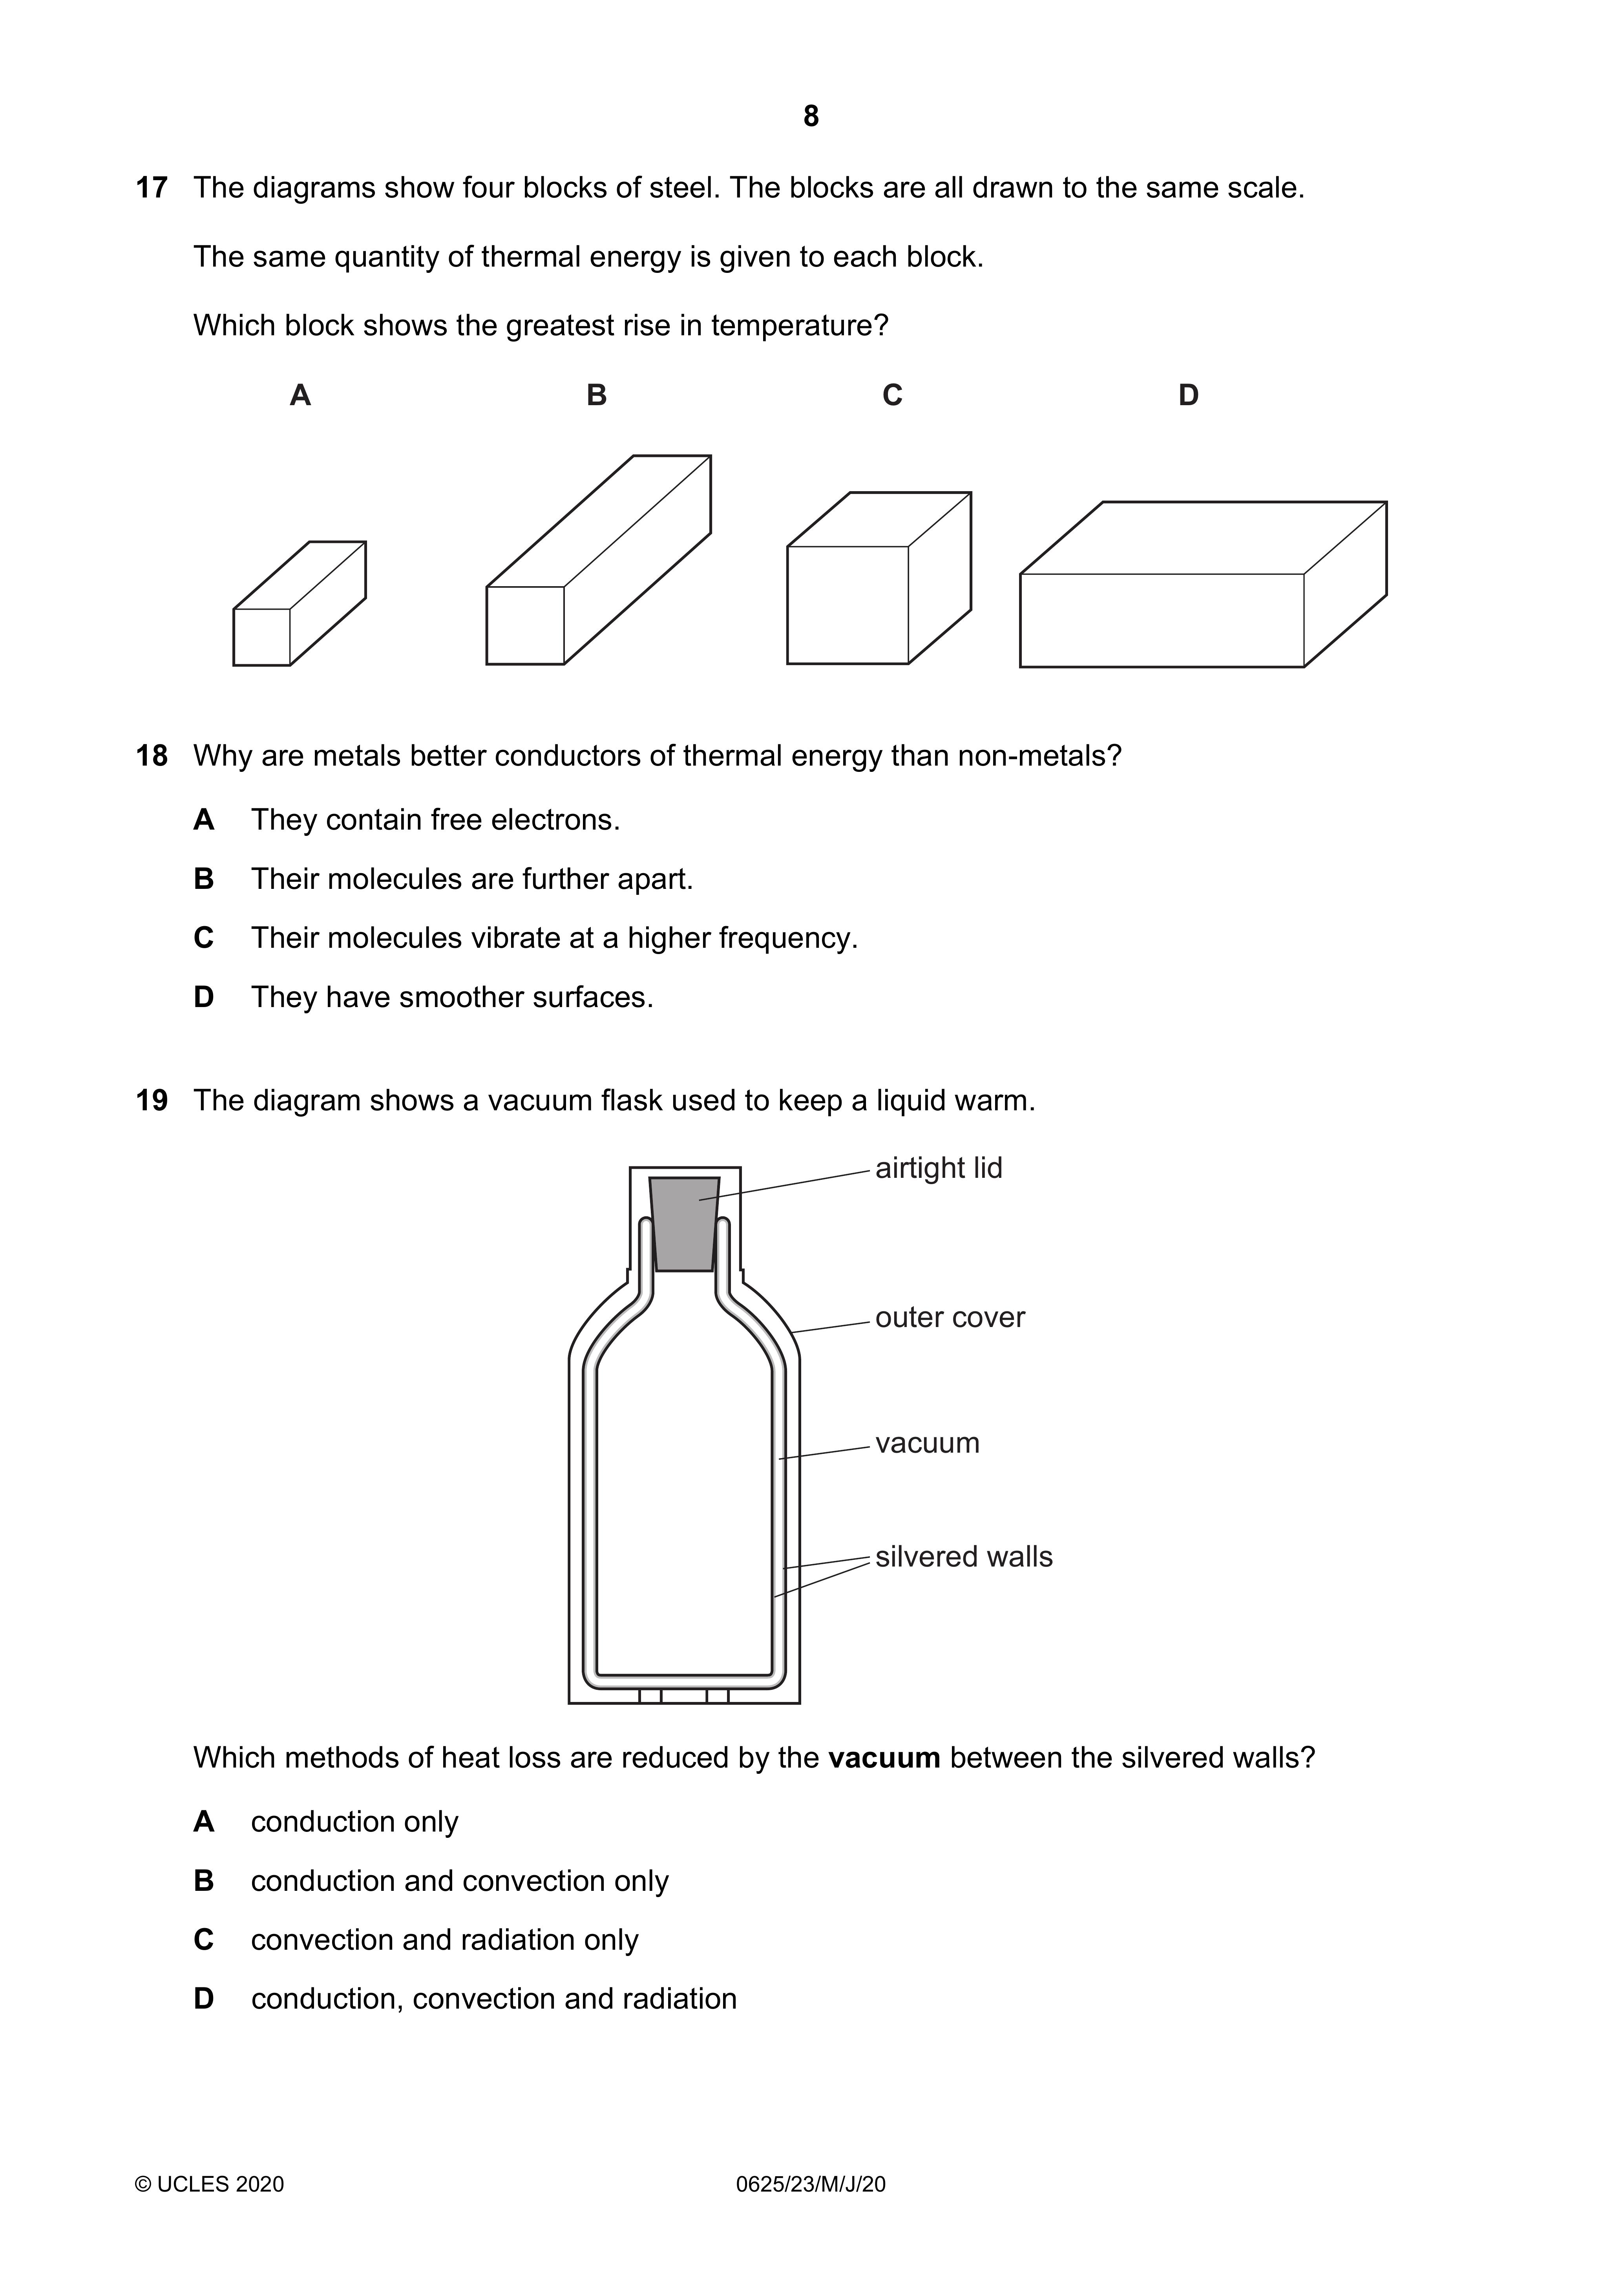 8
17 The diagrams show four blocks of steel. The blocks are all drawn to the same scale.
The same quantity of thermal energy is given to each block.
Which block shows the greatest rise in temperature?
A B C D
18 Why are metals better conductors of thermal energy than non-metals?
A They contain free electrons.
B Their molecules are further apart.
C Their molecules vibrate at a higher frequency.
D They have smoother surfaces.
19 The diagram shows a vacuum flask used to keep a liquid warm.
airtight lid
outer cover
vacuum
silvered walls
Which methods of heat loss are reduced by the vacuum between the silvered walls?
A conduction only
B conduction and convection only
C convection and radiation only
D conduction, convection and radiation
© UCLES 2020 0625/23/M/J/20